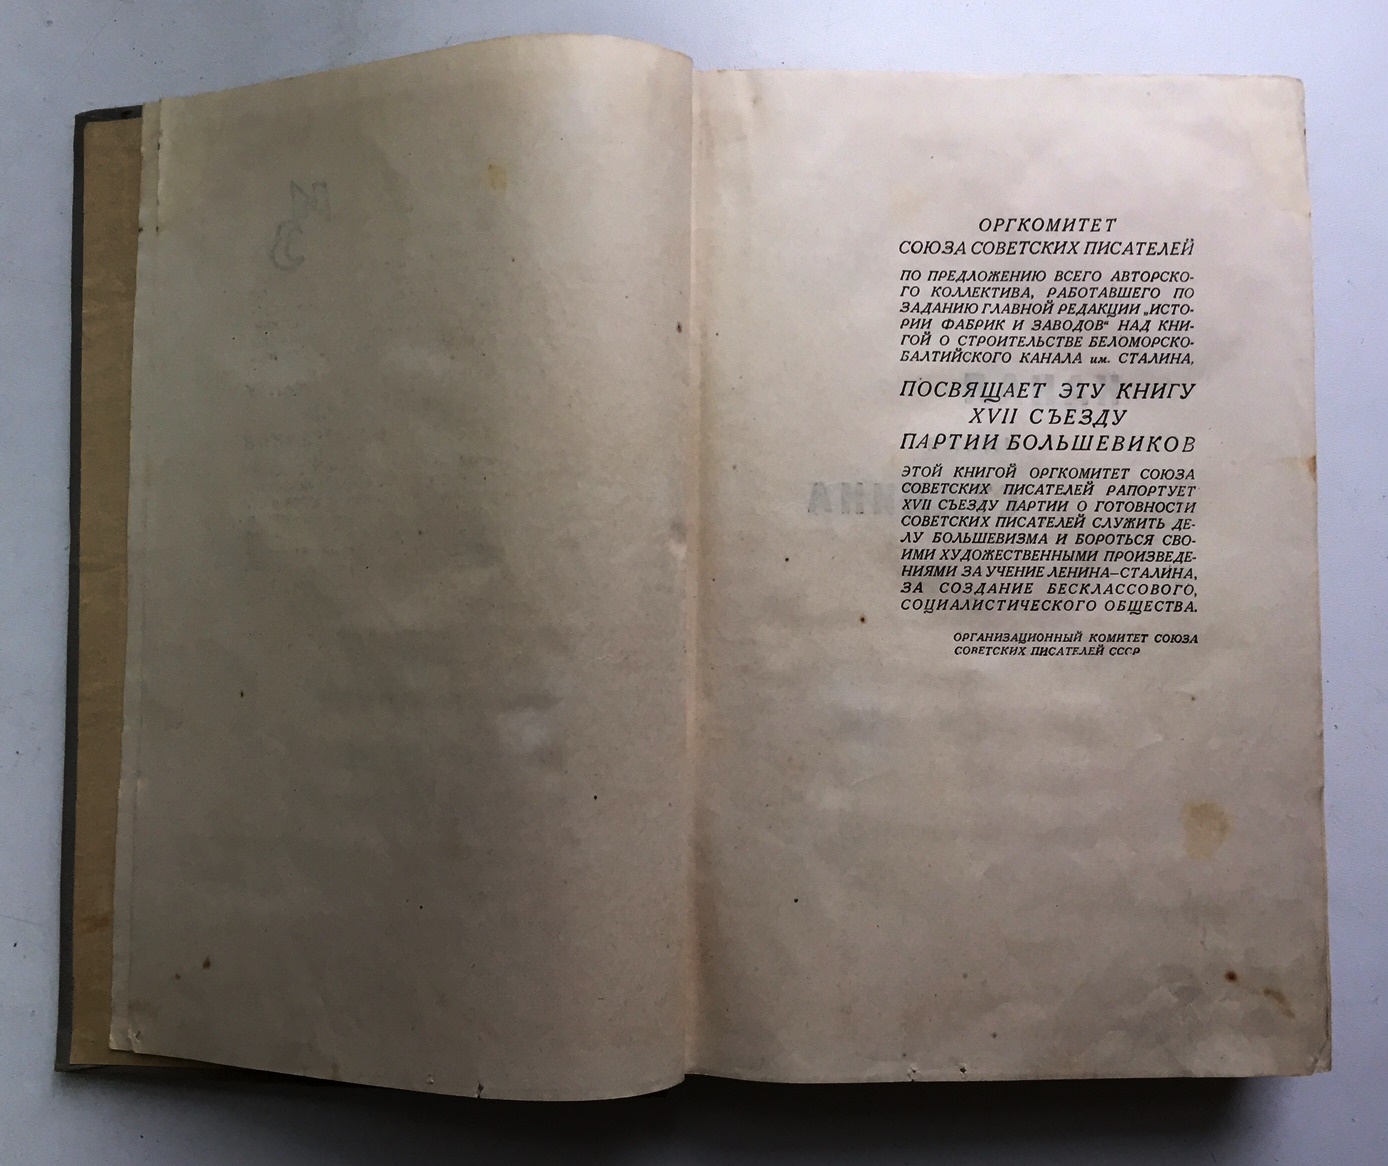 ОРГКОМИТЕТ
СОЮЗА СОВЕТСКИХ ПИСАТЕЛЕЙ
ПО ПРЕДЛОЖЕНИЮ ВСЕГО АВТОРСКО-
ГО КОЛЛЕКТИВА, РАБОТАВШЕГО ПО
ЗАДАНИЮ ГЛАВНОЙ РЕДАКЦИИ „ИСТО-
РИИ ФАБРИК И ЗАВОДОВ“ НАД КНИ-
ГОЙ О СТРОИТЕЛЬСТВЕ БЕЛОМОРСКО-
БАЛТИЙСКОГО КАНАЛА им. СТАЛИНА,
ПОСВЯЩАЕТ ЭТУ КНИГУ
XVII СЪЕЗДУ
ПАРТИИ БОЛЬШЕВИКОВ
ЭТОЙ КНИГОЙ ОРГКОМИТЕТ СОЮЗА
СОВЕТСКИХ ПИСАТЕЛЕЙ РАПОРТУЕТ
XVII СЪЕЗДУ ПАРТИИ О ГОТОВНОСТИ
СОВЕТСКИХ ПИСАТЕЛЕЙ СЛУЖИТЬ ДЕ-
ЛУ БОЛЬШЕВИЗМА И БОРОТЬСЯ СВО-
ИМИ ХУДОЖЕСТВЕННЫМИ ПРОИЗВЕДЕ-
НИЯМИ ЗА УЧЕНИЕ ЛЕНИНА—СТАЛИНА,
ЗА СОЗДАНИЕ БЕСКЛАССОВОГО,
СОЦИАЛИСТИЧЕСКОГО ОБЩЕСТВА.
ОРГАНИЗАЦИОННЫЙ КОМИТЕТ СОЮЗА
СОВЕТСКИХ ПИСАТЕЛЕЙ СССР